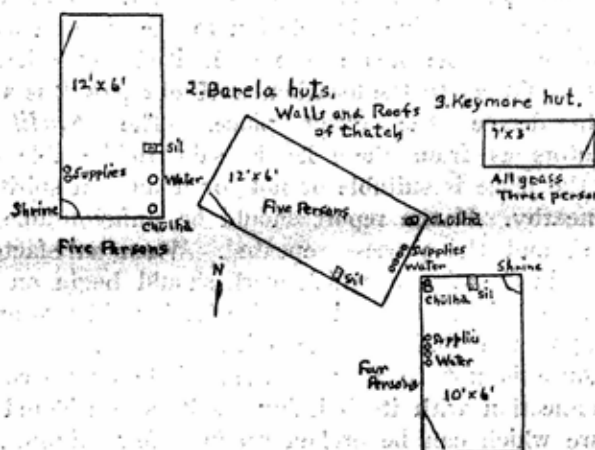 12'x6'
Sil
Supplies
Water
Shrine
Chulha
Five Persons
2. Barela huts.
Walls and Roofs
of thatch
12'x6'
Five Persons
Chulha
Supplies
Water
Sil
N
3. Keymore hut.
7'x3'
All grass
Three person
Shrine
Chulha
Sil
Supplies
Water
Four
Persons
10'x6'